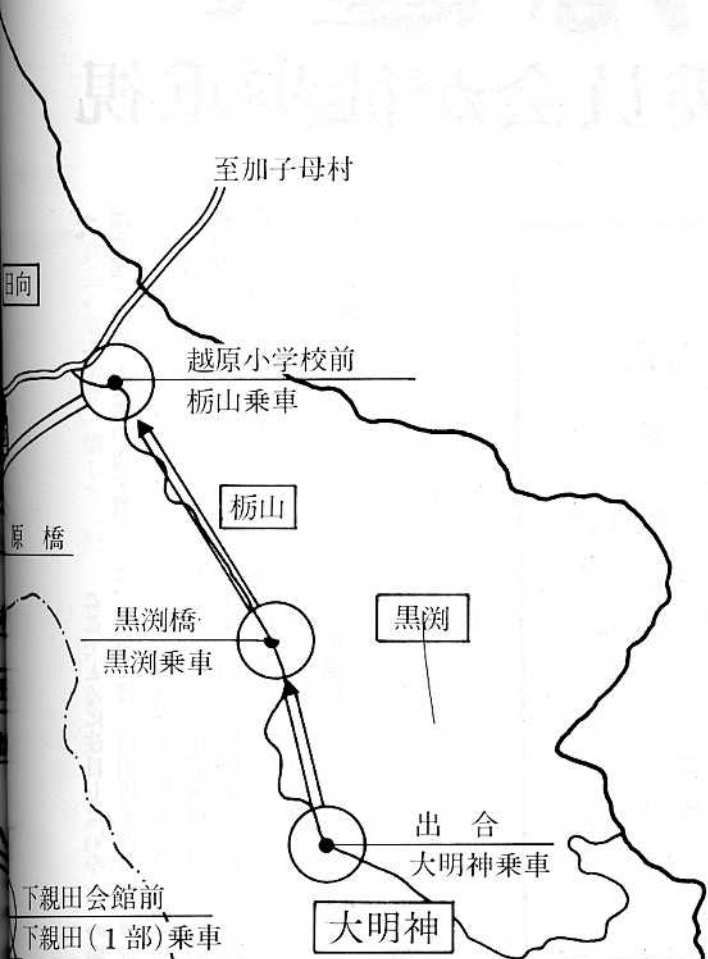 至加子母村
日向
越原小学校前
栃山乗車
栃山
原橋
黒渕橋
黒渕乗車
黒渕
出合
大明神乗車
下親田会館前
下親田(1部)乗車
大明神